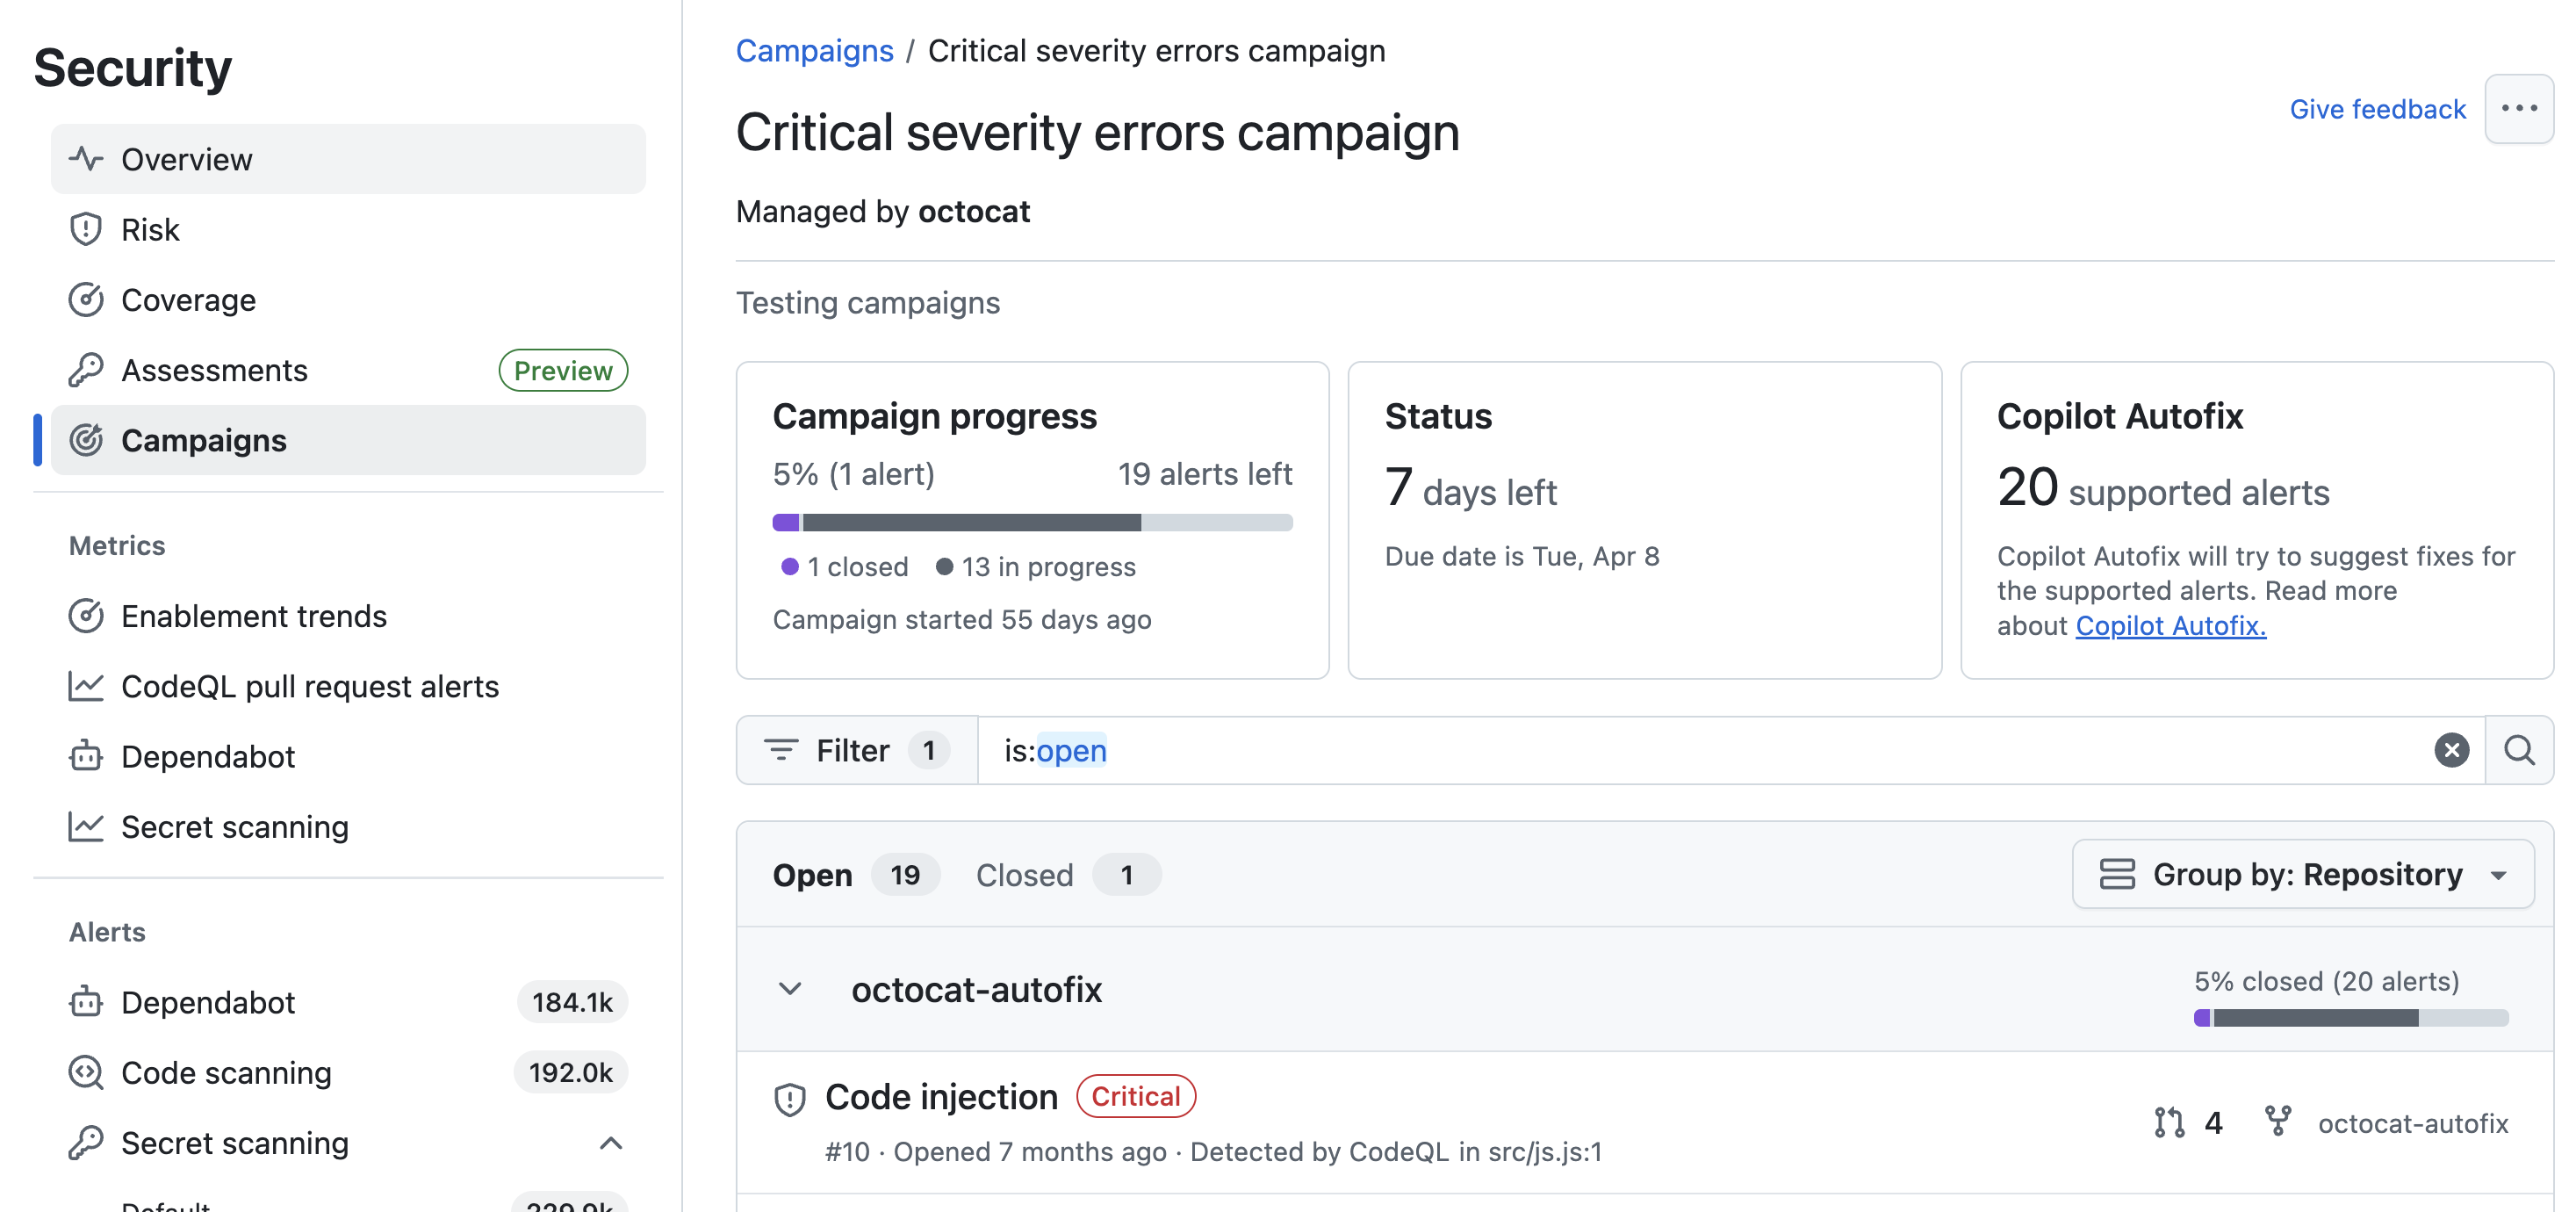 Security
Overview
Risk
Coverage
Assessments Preview
Campaigns
Metrics
Enablement trends
CodeQL pull request alerts
Dependabot
Secret scanning
Alerts
Dependabot 184.1k
Code scanning 192.0k
Secret scanning
Default
Campaigns / Critical severity errors campaign
Critical severity errors campaign
Give feedback
Managed by octocat
Testing campaigns
Campaign progress
5% (1 alert) 19 alerts left
1 closed 13 in progress
Campaign started 55 days ago
Status
7 days left
Due date is Tue, Apr 8
Copilot Autofix
20 supported alerts
Copilot Autofix will try to suggest fixes for
the supported alerts. Read more
about Copilot Autofix.
Filter 1 is:open
Open 19 Closed 1 Group by: Repository
octocat-autofix 5% closed (20 alerts)
Code injection Critical
#10 · Opened 7 months ago · Detected by CodeQL in src/js.js:1
4 octocat-autofix